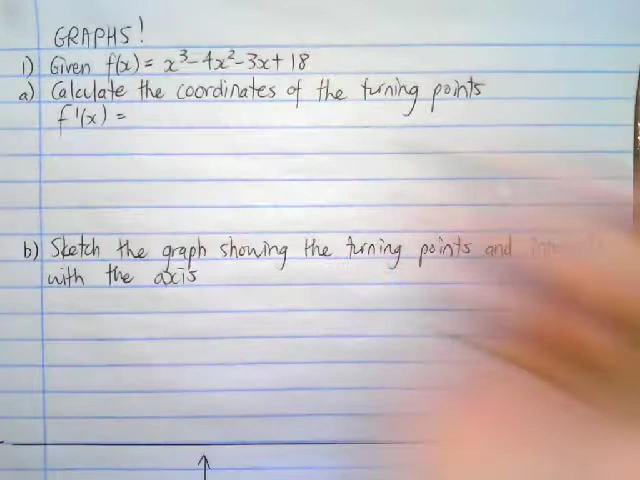 GRAPHS!
1) Given f(x) = x³ - 4x² - 3x + 18
a) Calculate the coordinates of the turning points
f'(x) =
b) Sketch the graph showing the turning points and
with the axis